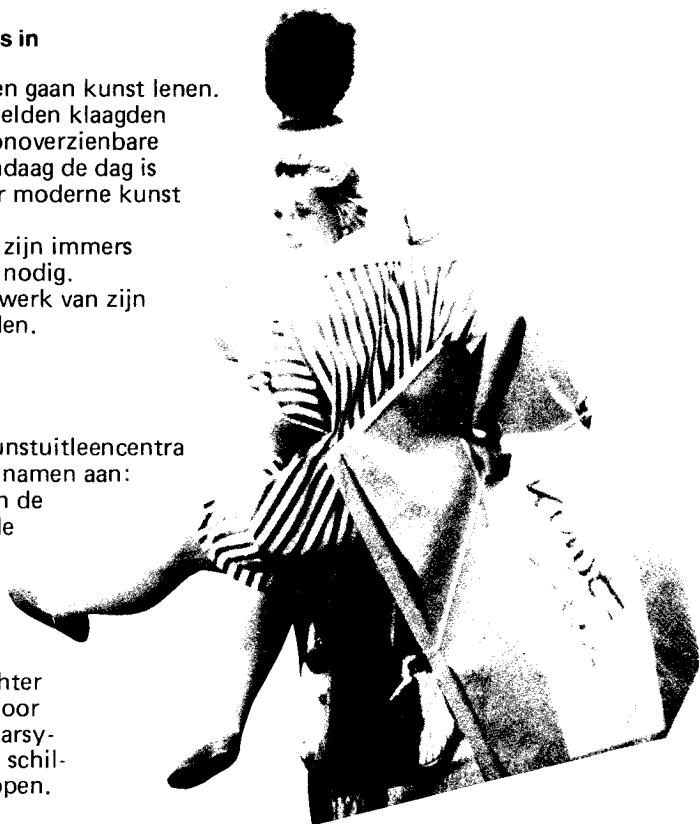 s in
en gaan kunst lenen.
elden klaagden
onoverzienbare
ndaag de dag is
r moderne kunst
zijn immers
nodig.
werk van zijn
len.
unstuitleencentra
namen aan:
n de
le
hter
oor
arsy-
schil-
open.